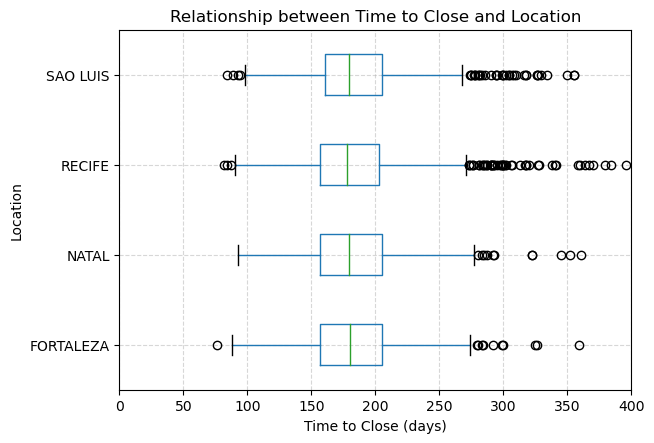 Relationship between Time to Close and Location
SAO LUIS
RECIFE
NATAL
FORTALEZA
Location
0 50 100 150 200 250 300 350 400
Time to Close (days)